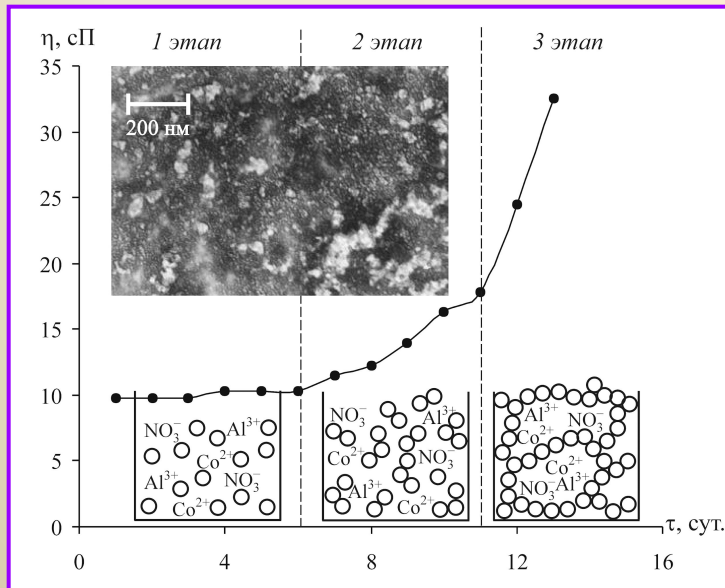 η, сП 1 этап 2 этап 3 этап
35
30
25
20
15
10
5
0
200 нм
NO₃⁻ Al³⁺
Co²⁺
Al³⁺ NO₃⁻
Co²⁺
NO₃⁻ Al³⁺
Co²⁺
NO₃⁻
Al³⁺
Co²⁺
Al³⁺ NO₃⁻
Co²⁺
Co²⁺
NO₃⁻ Al³⁺
τ, сут.
0 4 8 12 16